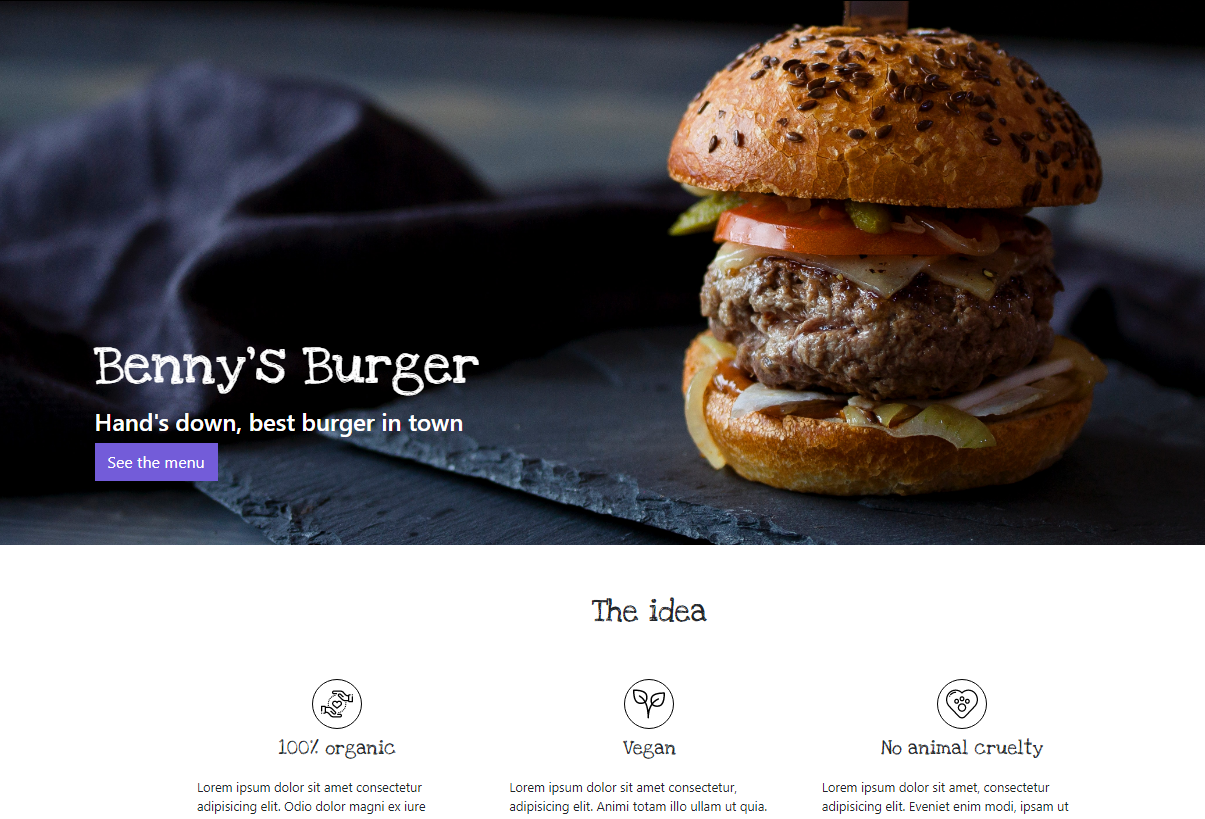 Benny's Burger
Hand's down, best burger in town
See the menu
The idea
100% organic
Vegan
No animal cruelty
Lorem ipsum dolor sit amet consectetur
adipisicing elit. Odio dolor magni ex iure
Lorem ipsum dolor sit amet consectetur,
adipisicing elit. Animi totam illo ullam ut quia.
Lorem ipsum dolor sit amet, consectetur
adipisicing elit. Eveniet enim modi, ipsam ut